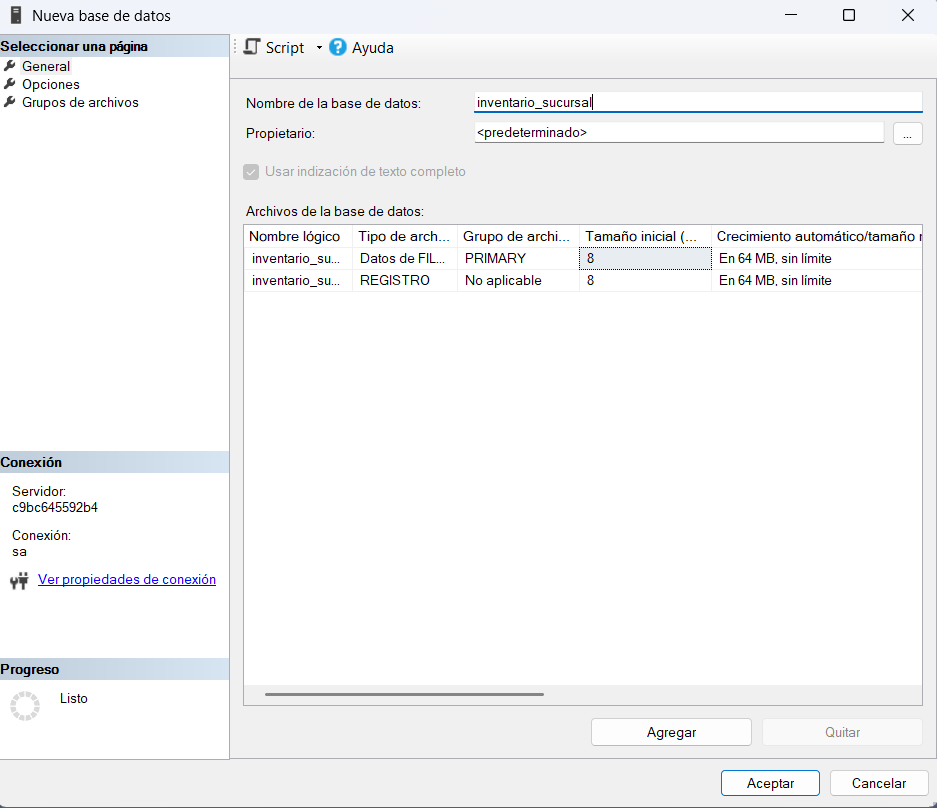 Nueva base de datos
Seleccionar una página
General
Opciones
Grupos de archivos
Script
Ayuda
Nombre de la base de datos: inventario_sucursal
Propietario: <predeterminado> ...
Usar indización de texto completo
Archivos de la base de datos:
Nombre lógico Tipo de arch... Grupo de archi... Tamaño inicial (... Crecimiento automático/tamaño
inventario_su... Datos de FIL... PRIMARY 8 En 64 MB, sin límite
inventario_su... REGISTRO No aplicable 8 En 64 MB, sin límite
Conexión
Servidor:
c9bc645592b4
Conexión:
sa
Ver propiedades de conexión
Progreso
Listo
Agregar Quitar
Aceptar Cancelar